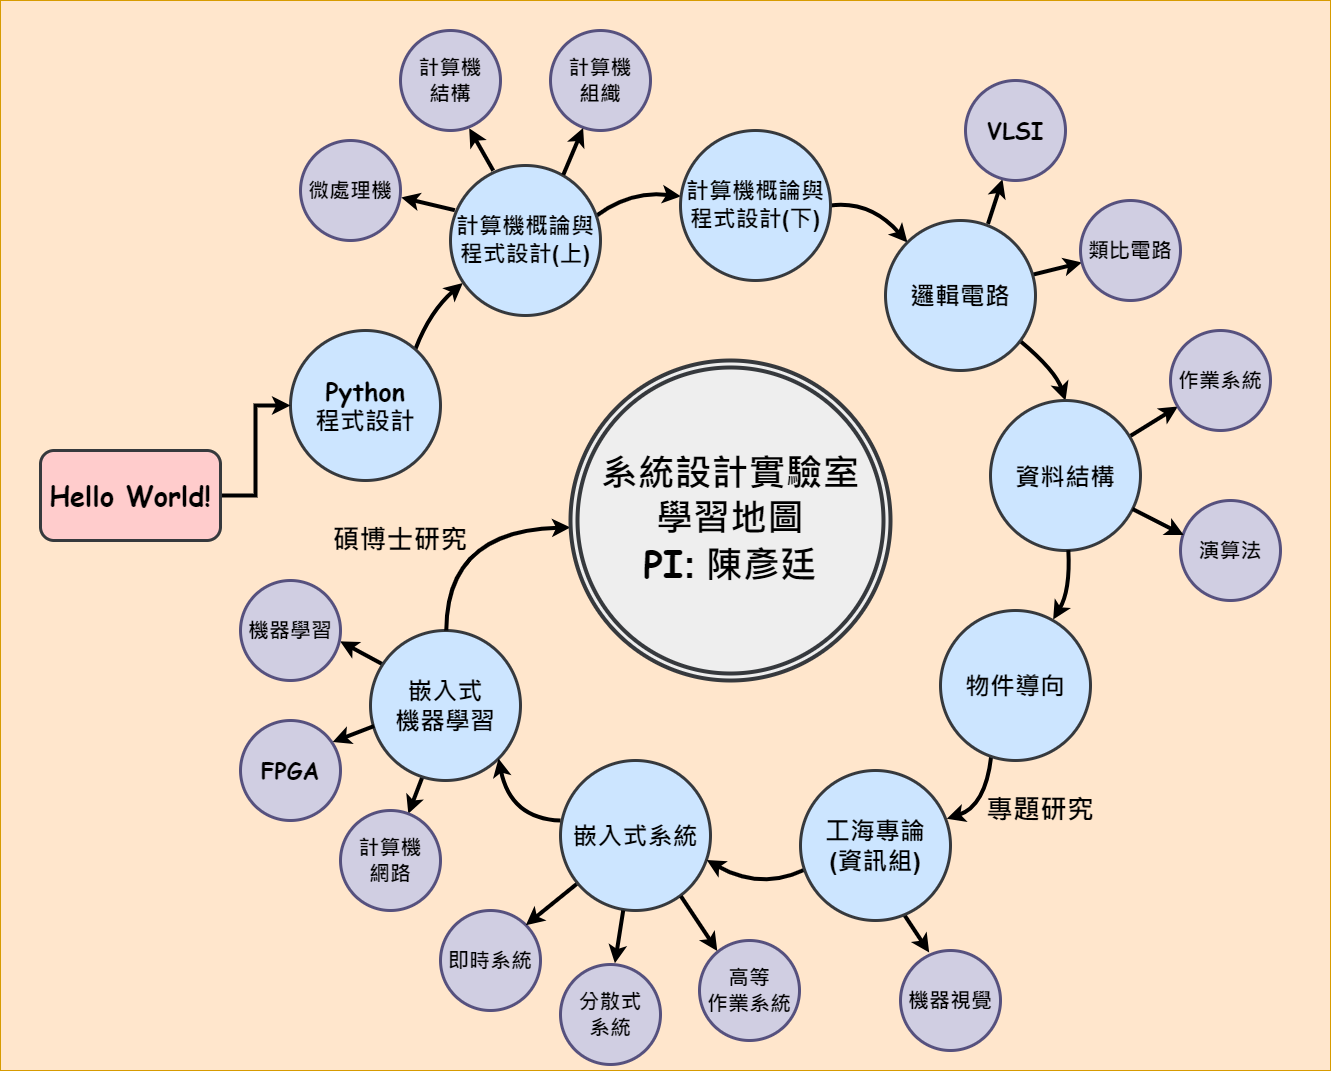 計算機
結構
計算機
組織
微處理機
VLSI
計算機概論與
程式設計(上)
計算機概論與
程式設計(下)
類比電路
邏輯電路
Python
程式設計
作業系統
Hello World!
系統設計實驗室
學習地圖
PI: 陳彥廷
資料結構
演算法
碩博士研究
機器學習
嵌入式
機器學習
物件導向
FPGA
專題研究
計算機
網路
嵌入式系統
工海專論
(資訊組)
即時系統
分散式
系統
高等
作業系統
機器視覺